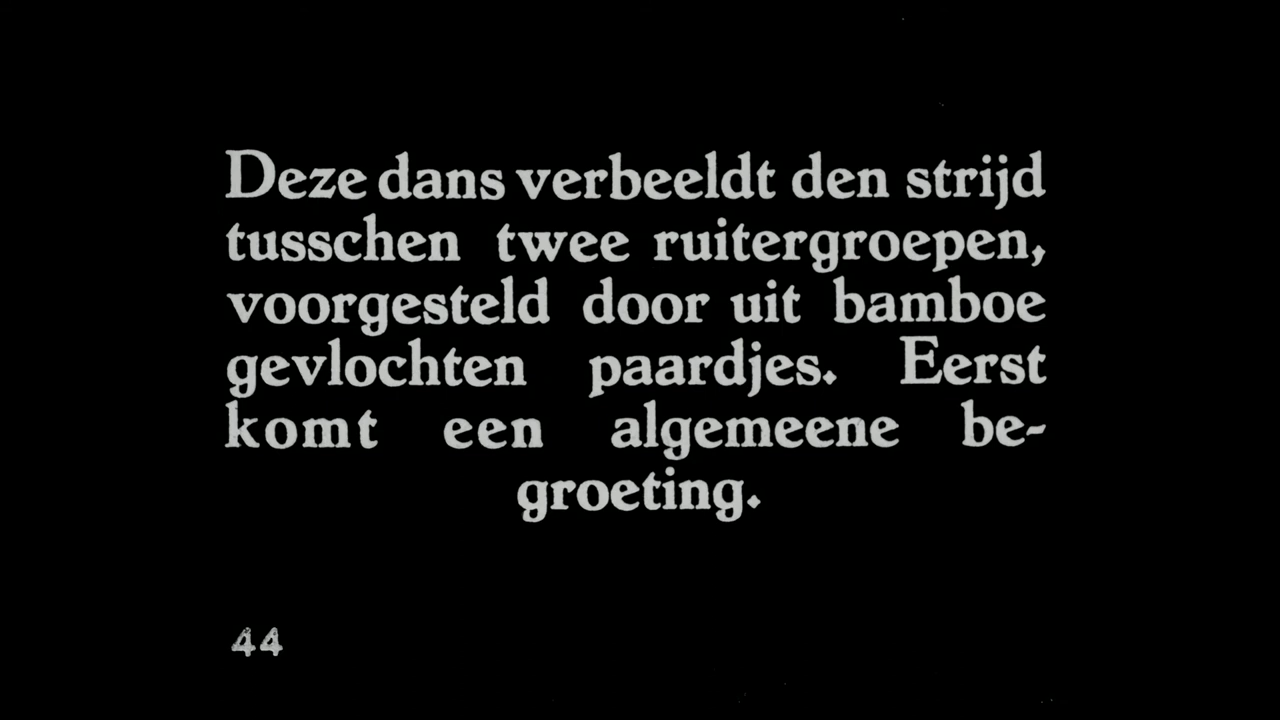 Deze dans verbeeldt den strijd
tusschen twee ruitergroepen,
voorgesteld door uit bamboe
gevlochten paardjes. Eerst
komt een algemeene be-
groeting.
44